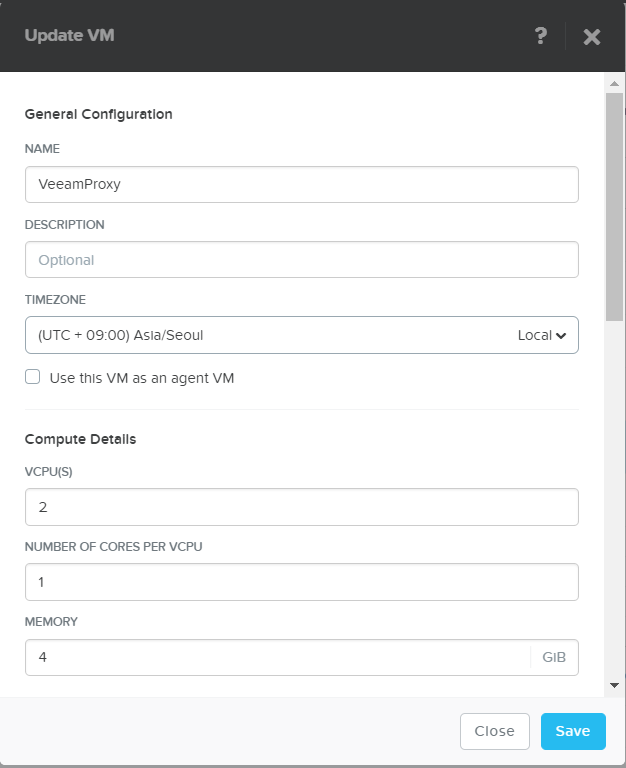 Update VM
?
General Configuration
NAME
VeeamProxy
DESCRIPTION
Optional
TIMEZONE
(UTC + 09:00) Asia/Seoul Local
Use this VM as an agent VM
Compute Details
VCPU(S)
2
NUMBER OF CORES PER VCPU
1
MEMORY
4 GiB
Close Save